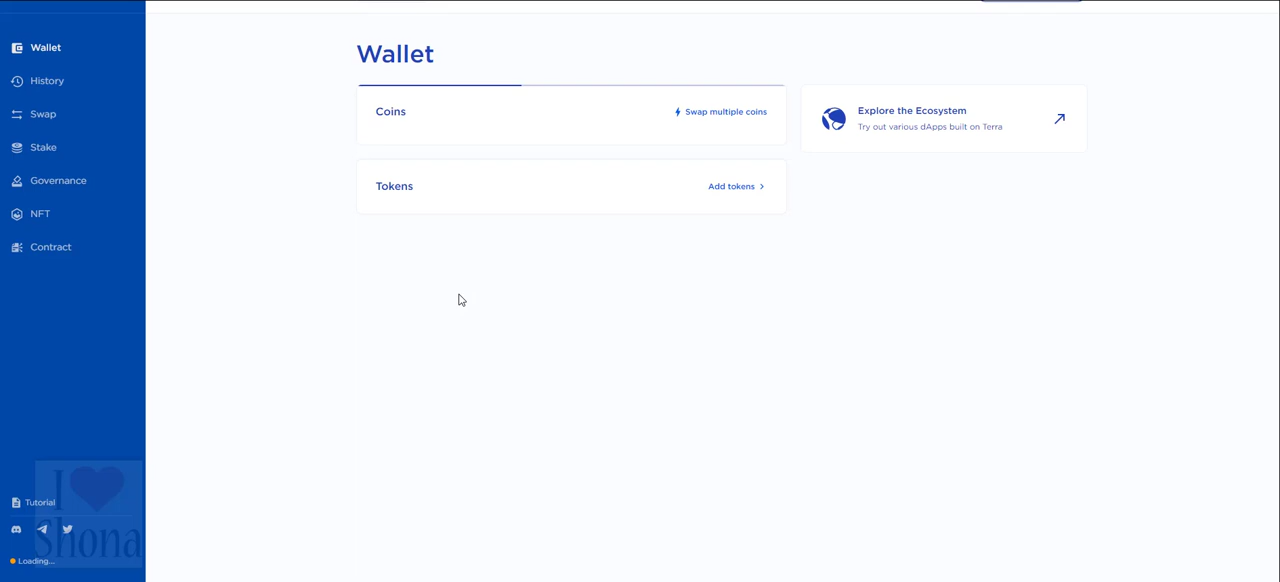 Wallet
History
Swap
Stake
Governance
NFT
Contract
Tutorial
Loading...
I
Shona
Wallet
Coins
Swap multiple coins
Tokens
Add tokens
Explore the Ecosystem
Try out various dApps built on Terra